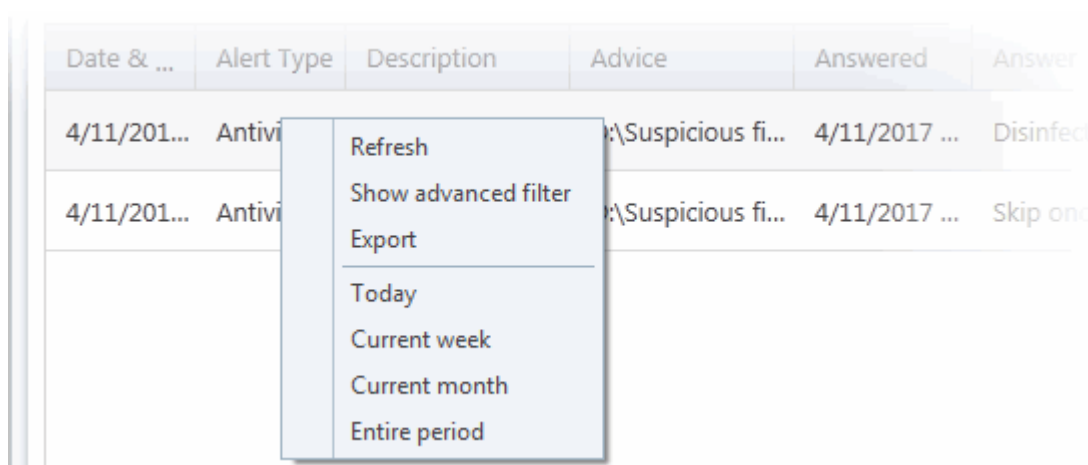 Date & ... Alert Type Description Advice Answered Answer
4/11/201... Antivi :\Suspicious fi... 4/11/2017 ... Disinfect
Refresh
Show advanced filter
4/11/201... Antivi :\Suspicious fi... 4/11/2017 ... Skip onc
Export
Today
Current week
Current month
Entire period